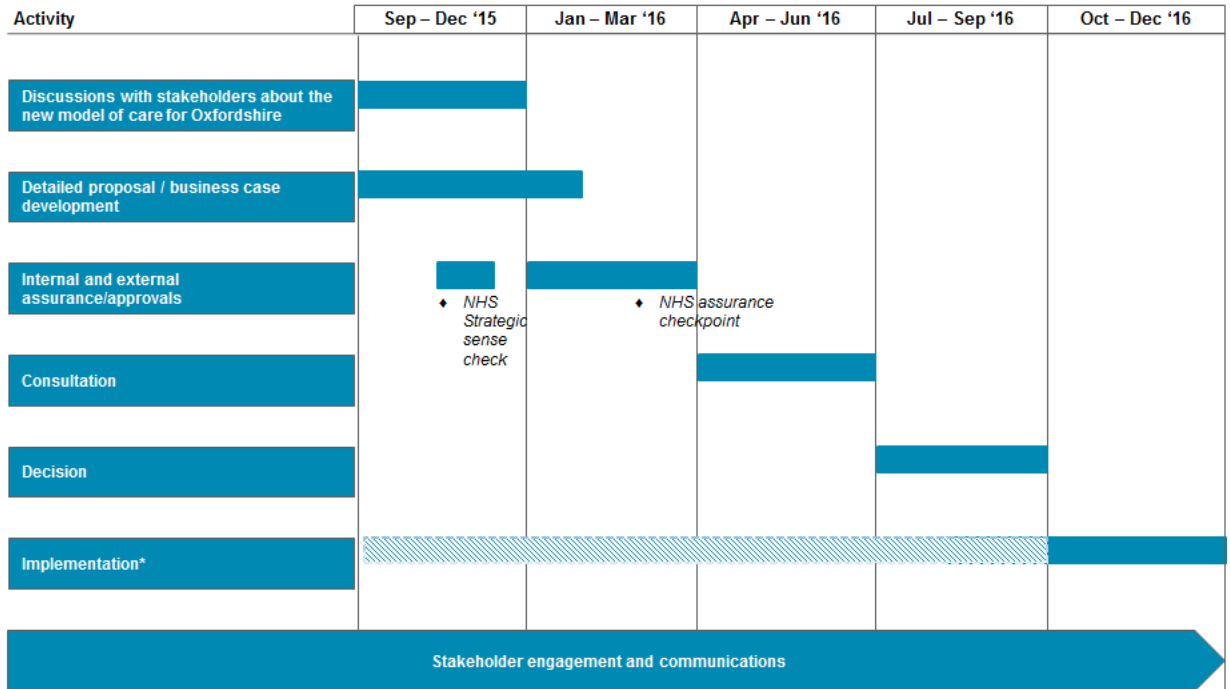 Activity
Sep – Dec ‘15
Jan – Mar ‘16
Apr – Jun ‘16
Jul – Sep ‘16
Oct – Dec ‘16
Discussions with stakeholders about the
new model of care for Oxfordshire
Detailed proposal / business case
development
Internal and external
assurance/approvals
♦ NHS
Strategic
sense
check
♦ NHS assurance
checkpoint
Consultation
Decision
Implementation*
Stakeholder engagement and communications